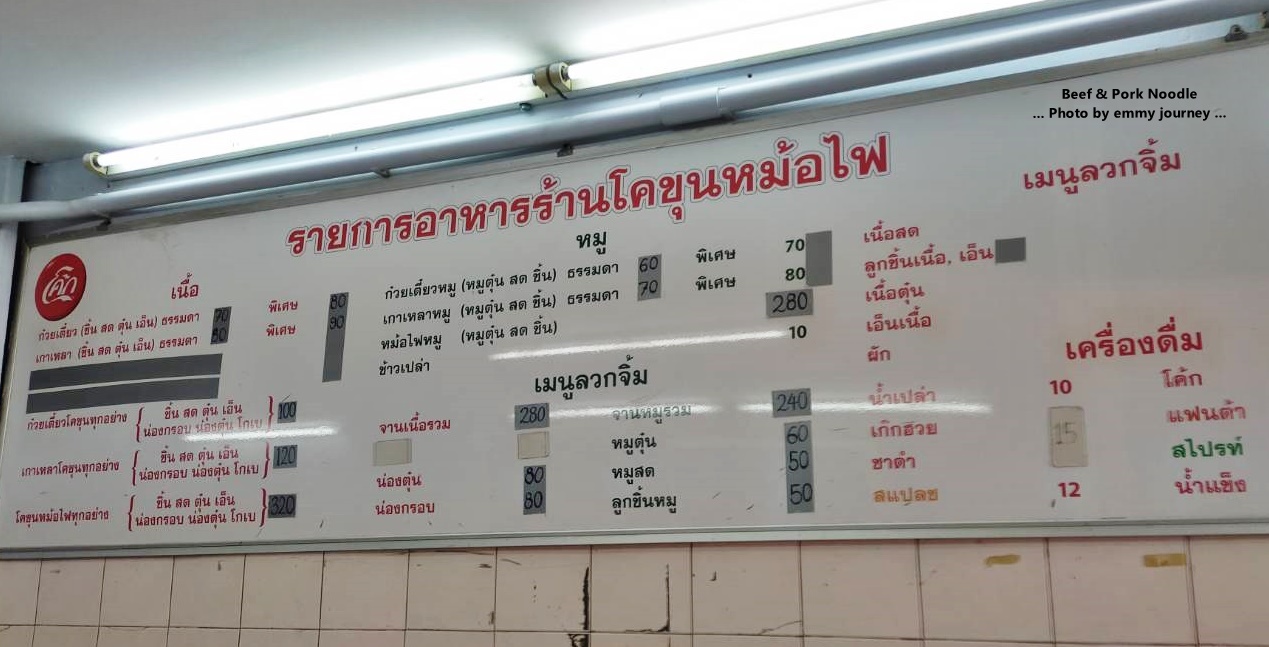 Beef & Pork Noodle
... Photo by emmy journey ...
รายการอาหารร้านโคขุนหม้อไฟ
โค้ก
เนื้อ
ก๋วยเตี๋ยว (ชิ้น สด ตุ๋น เอ็น) ธรรมดา 70 พิเศษ 80
เกาเหลา (ชิ้น สด ตุ๋น เอ็น) ธรรมดา 80 พิเศษ 90
ก๋วยเตี๋ยวโคขุนทุกอย่าง { ชิ้น สด ตุ๋น เอ็น
น่องกรอบ น่องตุ๋น โกเบ } 100
เกาเหลาโคขุนทุกอย่าง { ชิ้น สด ตุ๋น เอ็น
น่องกรอบ น่องตุ๋น โกเบ } 120
โคขุนหม้อไฟทุกอย่าง { ชิ้น สด ตุ๋น เอ็น
น่องกรอบ น่องตุ๋น โกเบ } 320
หมู
ก๋วยเตี๋ยวหมู (หมูตุ๋น สด ชิ้น) ธรรมดา 60 พิเศษ 70
เกาเหลาหมู (หมูตุ๋น สด ชิ้น) ธรรมดา 70 พิเศษ 80
หม้อไฟหมู (หมูตุ๋น สด ชิ้น) 280
ข้าวเปล่า 10
เมนูลวกจิ้ม
จานเนื้อรวม 280 จานหมูรวม 240
หมูตุ๋น 60
น่องตุ๋น 80 หมูสด 50
น่องกรอบ 80 ลูกชิ้นหมู 50
เมนูลวกจิ้ม
เนื้อสด
ลูกชิ้นเนื้อ, เอ็น
เนื้อตุ๋น
เอ็นเนื้อ
ผัก
เครื่องดื่ม
น้ำเปล่า 10 โค้ก
เก๊กฮวย 15 แฟนต้า
ชาดำ สไปรท์
สแปลช 12 น้ำแข็ง